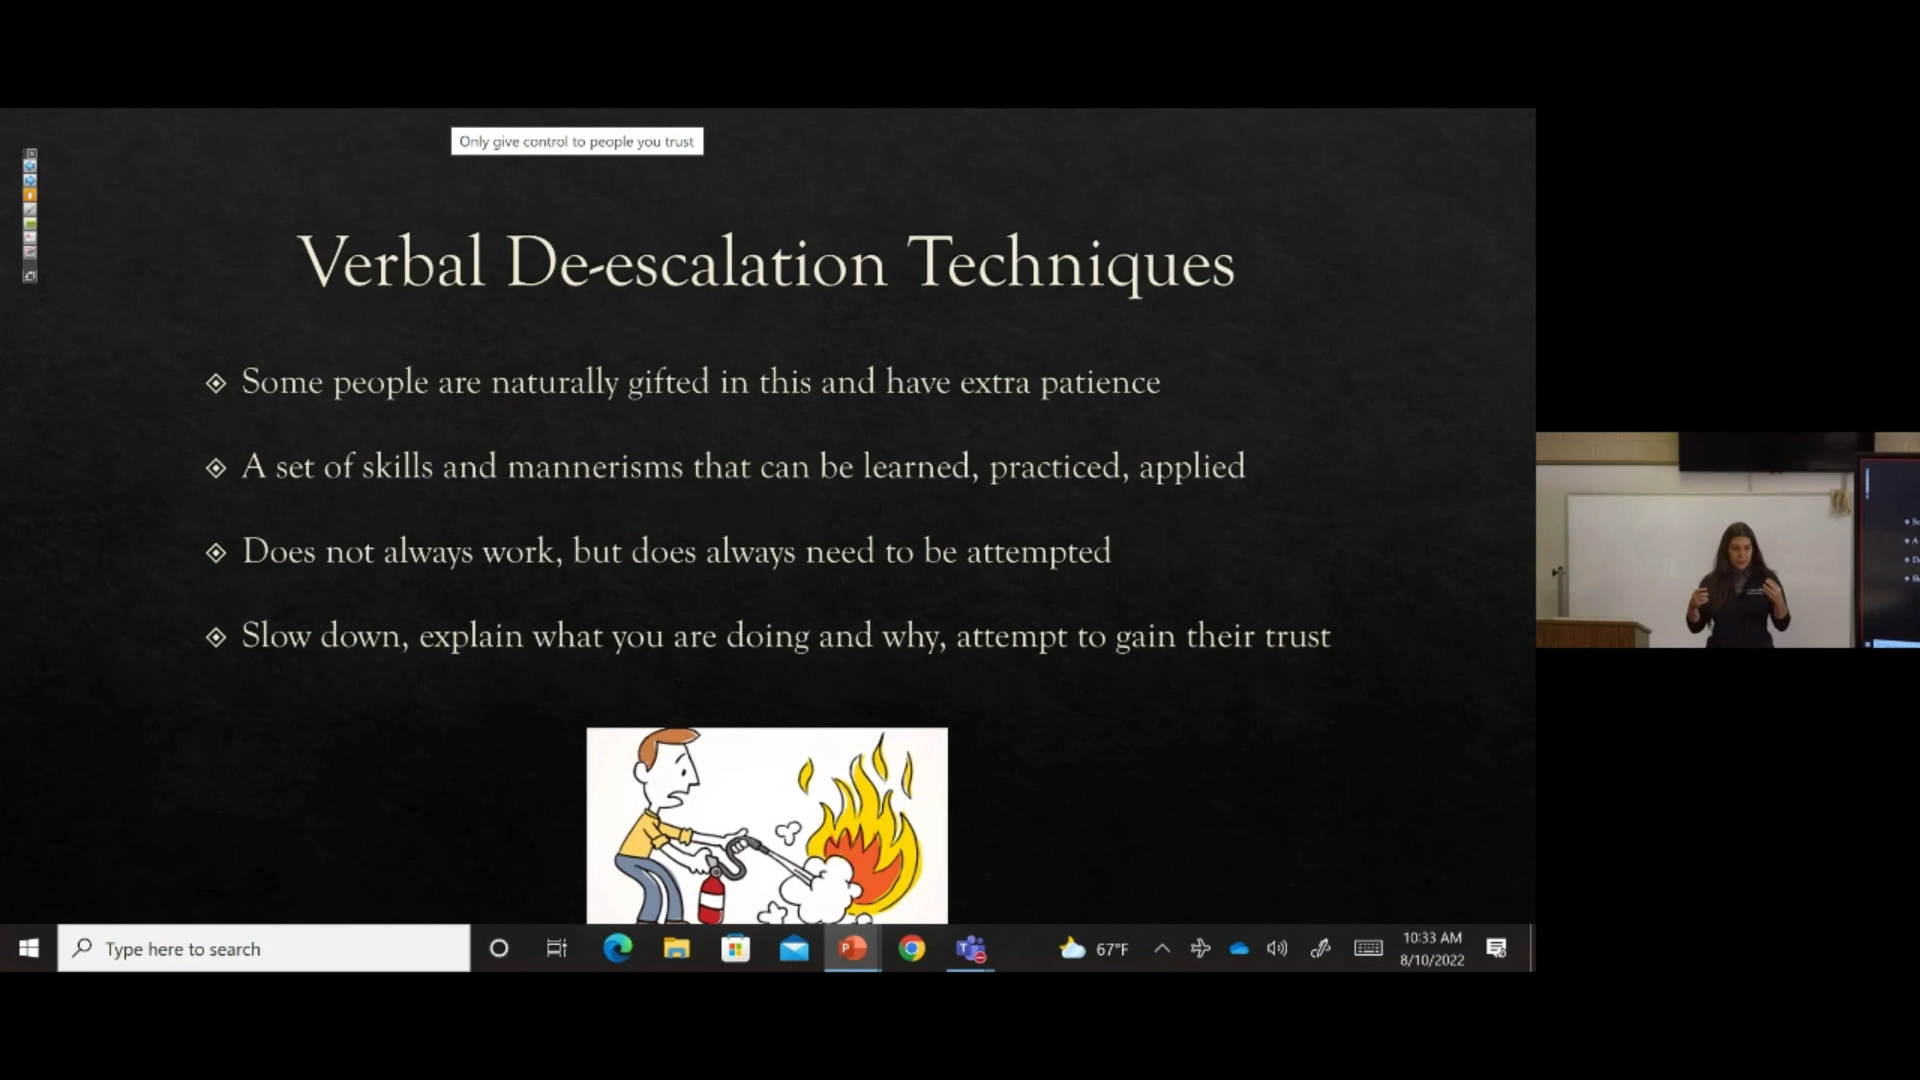 Only give control to people you trust
Verbal De-escalation Techniques
Some people are naturally gifted in this and have extra patience
A set of skills and mannerisms that can be learned, practiced, applied
Does not always work, but does always need to be attempted
Slow down, explain what you are doing and why, attempt to gain their trust
Type here to search
67°F
10:33 AM
8/10/2022